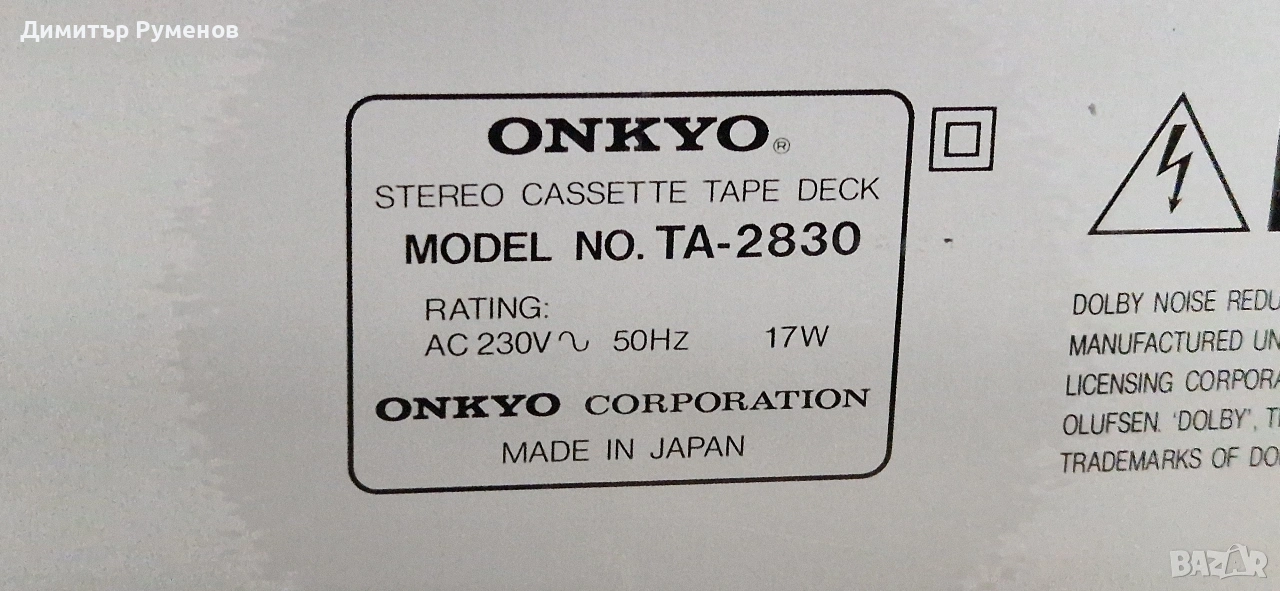 Димитър Руменов
ONKYO®
STEREO CASSETTE TAPE DECK
MODEL NO. TA-2830
RATING:
AC 230V～ 50Hz 17W
ONKYO CORPORATION
MADE IN JAPAN
DOLBY NOISE REDU
MANUFACTURED UN
LICENSING CORPORA
OLUFSEN. 'DOLBY', T
TRADEMARKS OF DO
BAZAR